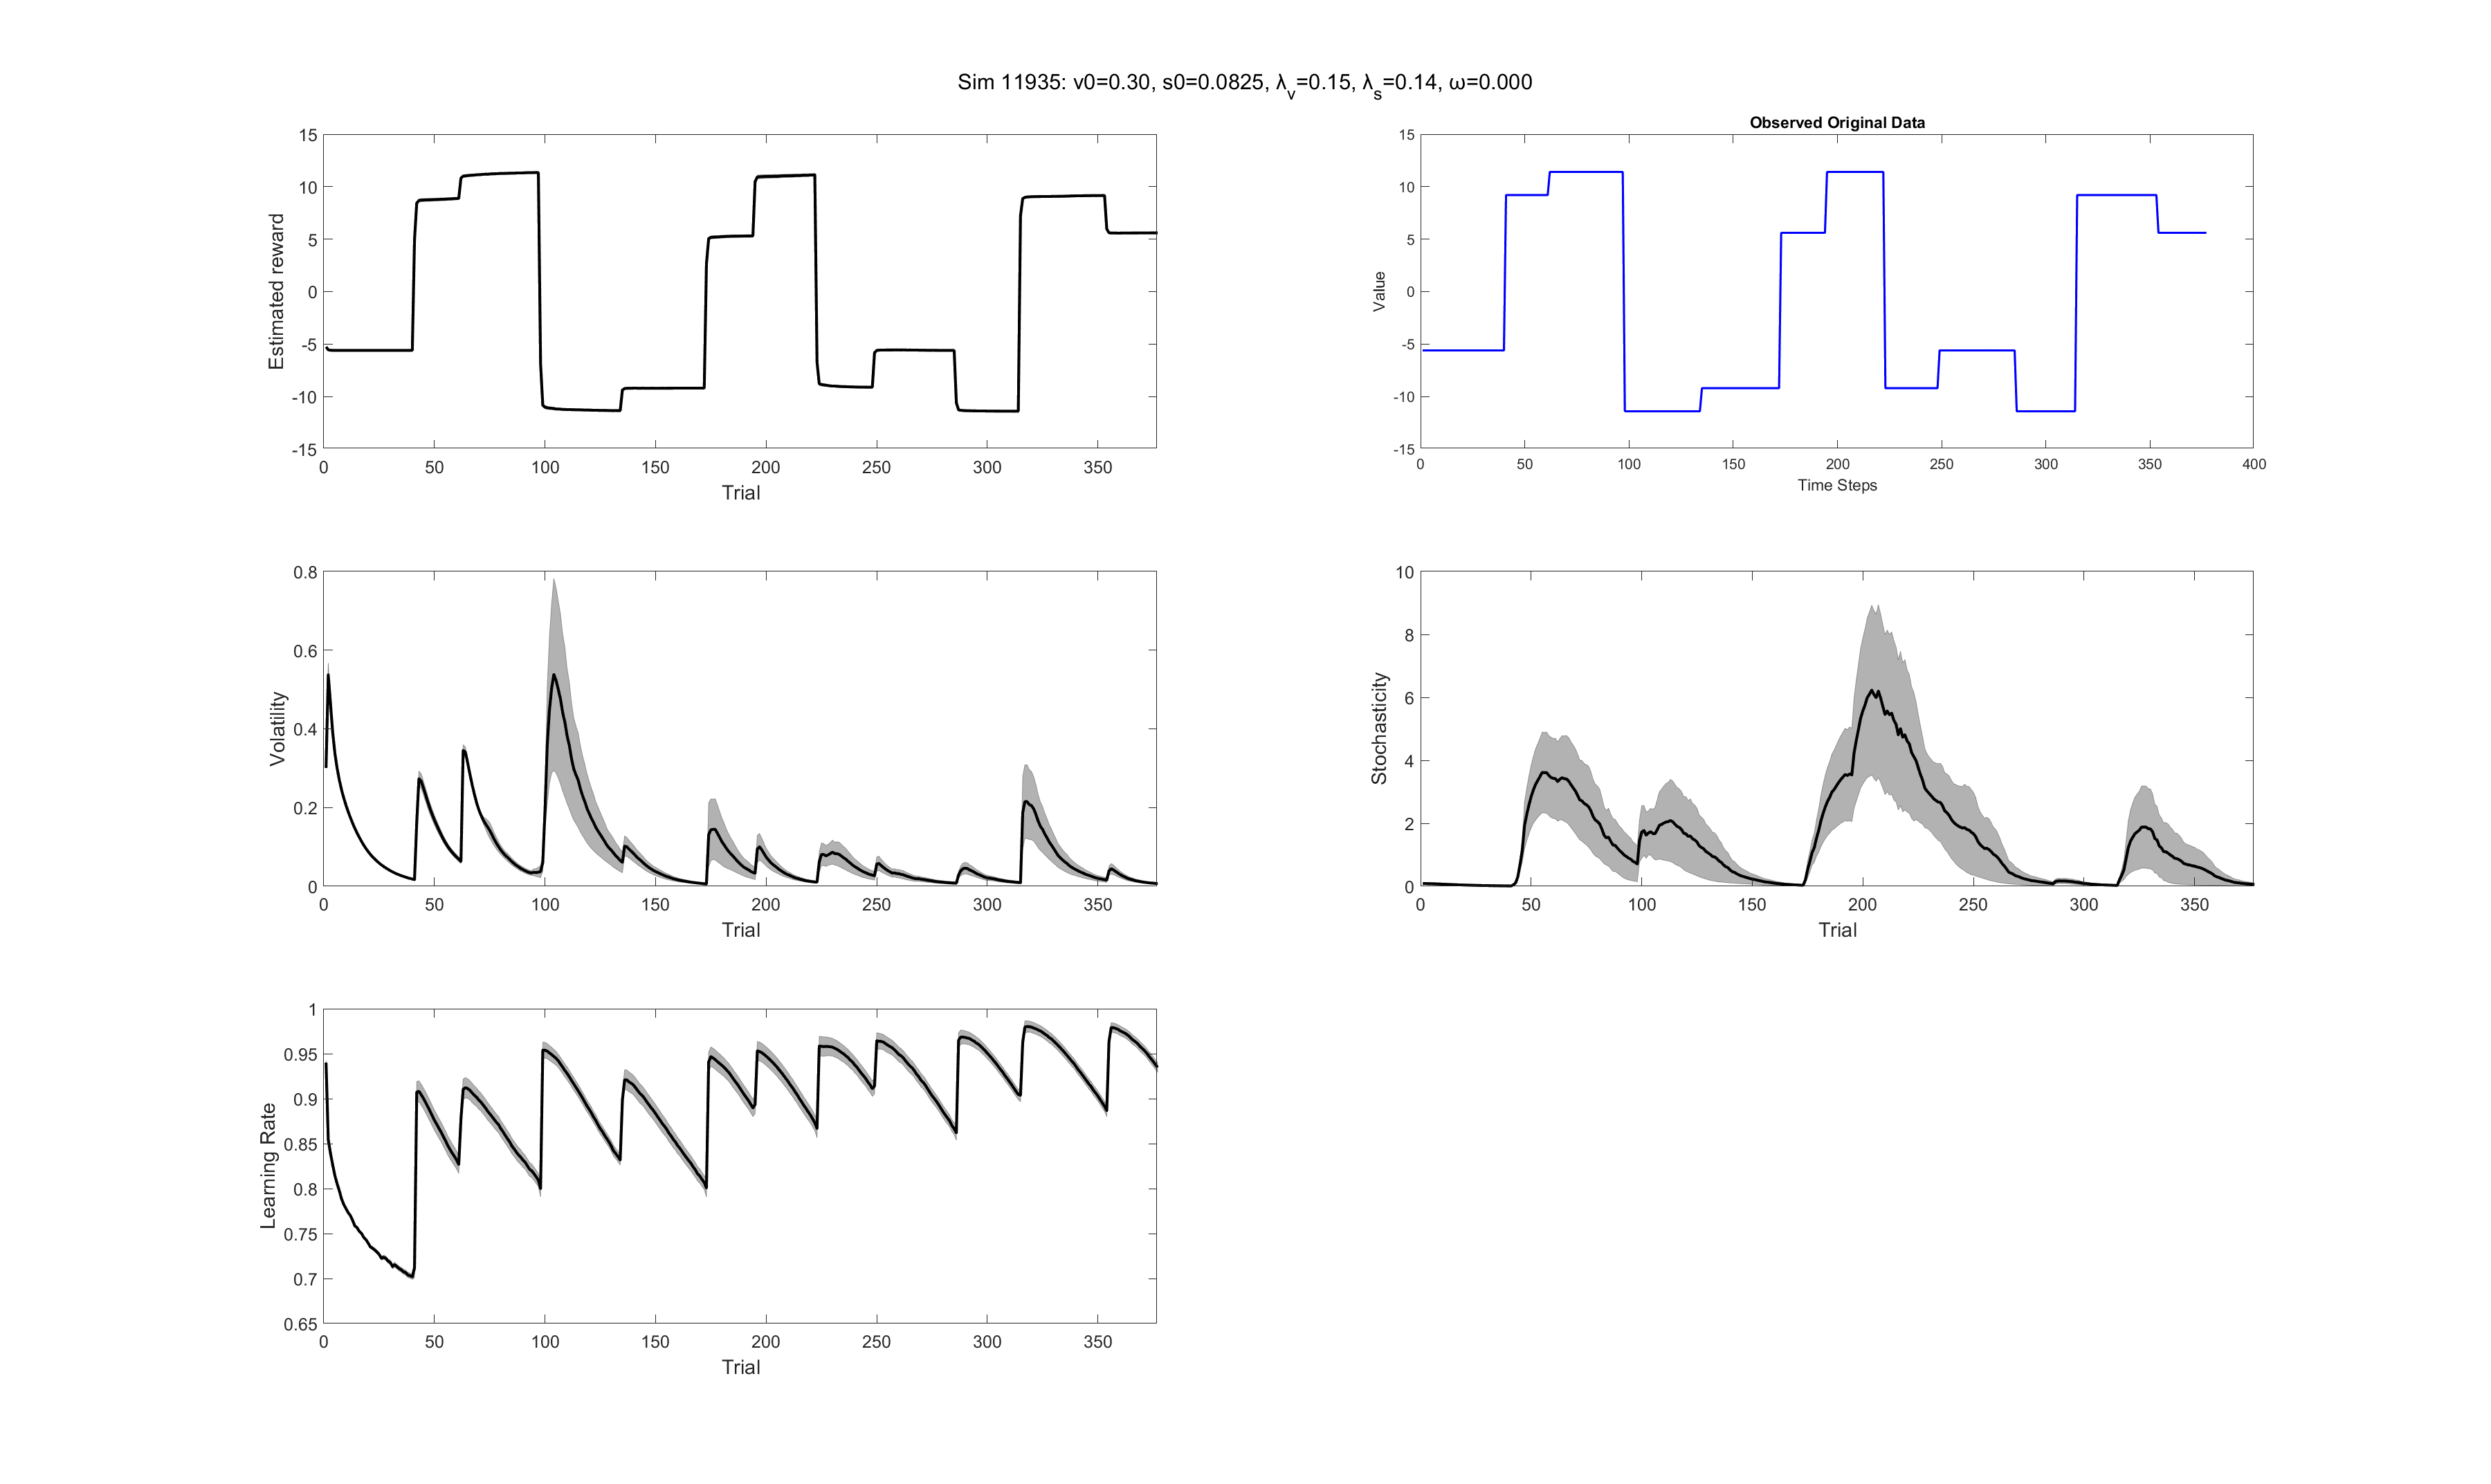 Sim 11935: v0=0.30, s0=0.0825, λv=0.15, λs=0.14, ω=0.000
15
10
5
0
-5
-10
-15
0 50 100 150 200 250 300 350
Estimated reward
Trial
Observed Original Data
15
10
5
0
-5
-10
-15
0 50 100 150 200 250 300 350 400
Value
Time Steps
0.8
0.6
0.4
0.2
0
0 50 100 150 200 250 300 350
Volatility
Trial
10
8
6
4
2
0
0 50 100 150 200 250 300 350
Stochasticity
Trial
1
0.95
0.9
0.85
0.8
0.75
0.7
0.65
0 50 100 150 200 250 300 350
Learning Rate
Trial